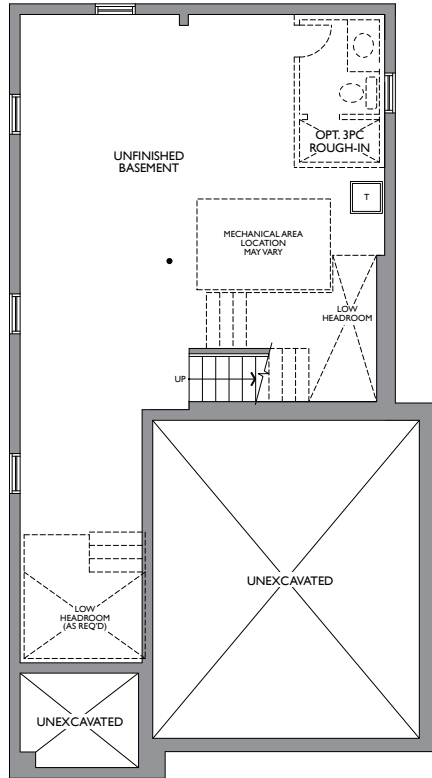 OPT. 3PC
ROUGH-IN
UNFINISHED
BASEMENT
T
MECHANICAL AREA
LOCATION
MAY VARY
LOW
HEADROOM
UP
UNEXCAVATED
LOW
HEADROOM
(AS REQ'D)
UNEXCAVATED